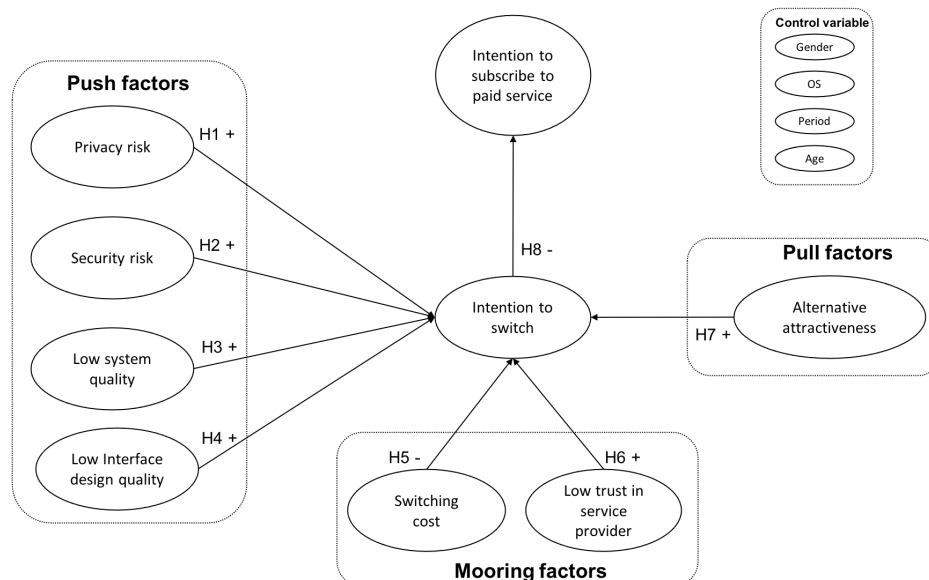 Control variable
Gender
OS
Period
Age
Intention to
subscribe to
paid service
Push factors
H1 +
Privacy risk
H2 +
Security risk
H3 +
Low system
quality
H4 +
Low Interface
design quality
H8 -
Intention to
switch
Pull factors
Alternative
attractiveness
H7 +
H5 -
H6 +
Switching
cost
Low trust in
service
provider
Mooring factors